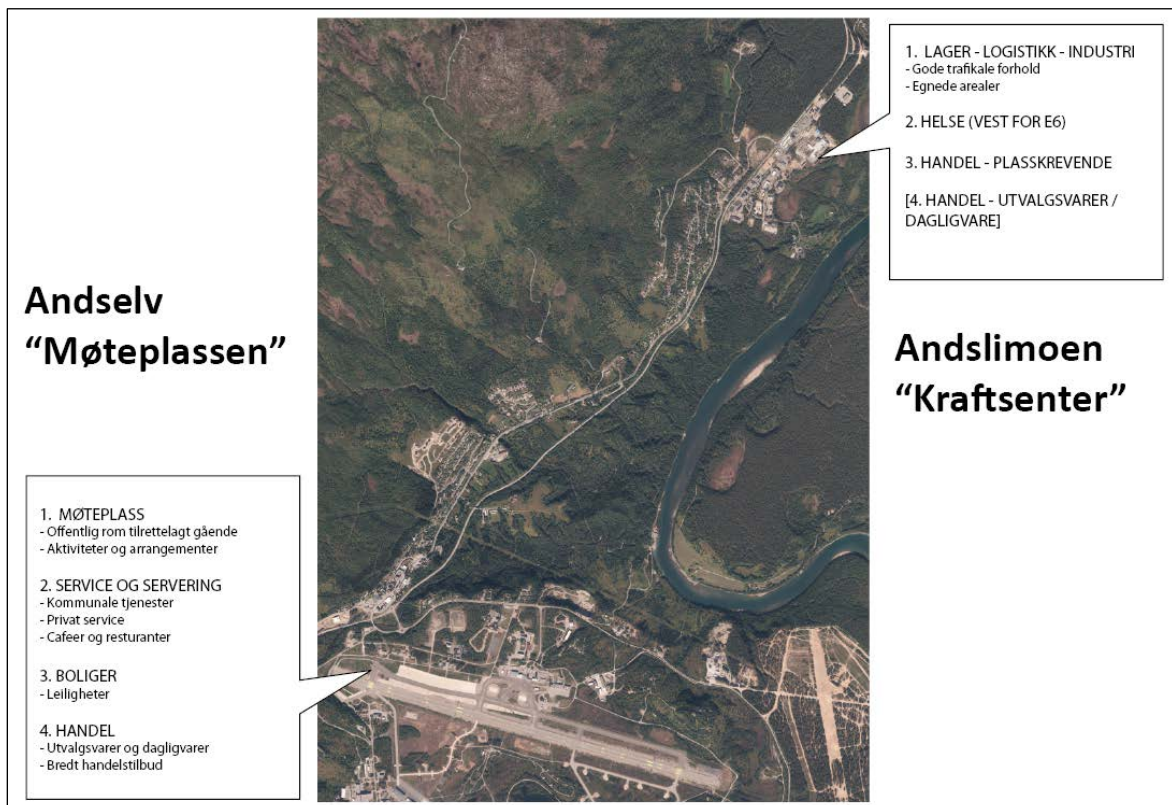 1. LAGER - LOGISTIKK - INDUSTRI
- Gode trafikale forhold
- Egnede arealer
2. HELSE (VEST FOR E6)
3. HANDEL - PLASSKREVENDE
[4. HANDEL - UTVALGSVARER /
DAGLIGVARE]
Andselv
“Møteplassen”
Andslimoen
“Kraftsenter”
1. MØTEPLASS
- Offentlig rom tilrettelagt gående
- Aktiviteter og arrangementer
2. SERVICE OG SERVERING
- Kommunale tjenester
- Privat service
- Cafeer og resturanter
3. BOLIGER
- Leiligheter
4. HANDEL
- Utvalgsvarer og dagligvarer
- Bredt handelstilbud